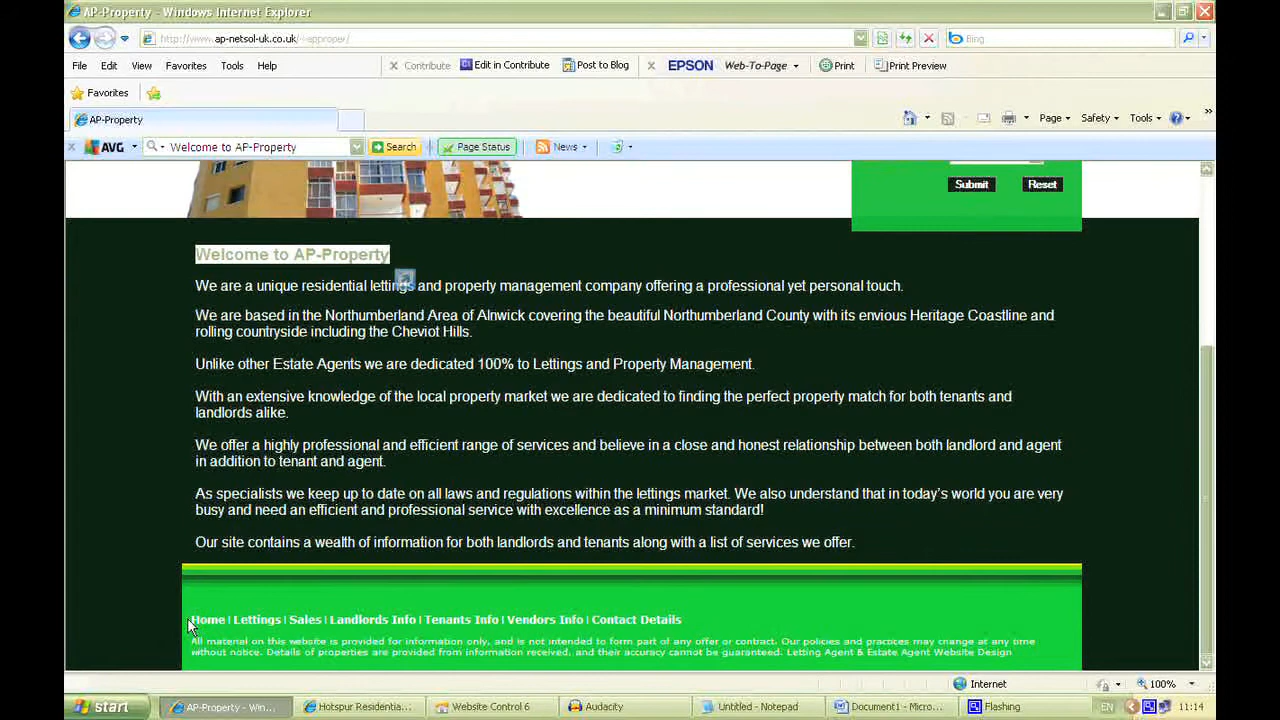 AP-Property - Windows Internet Explorer
http://www.ap-netsol-uk.co.uk/~approper/
Bing
File Edit View Favorites Tools Help
Contribute Edit in Contribute Post to Blog
EPSON Web-To-Page Print Print Preview
Favorites
AP-Property
Page Safety Tools
AVG Welcome to AP-Property Search Page Status News
Submit Reset
Welcome to AP-Property
We are a unique residential lettings and property management company offering a professional yet personal touch.
We are based in the Northumberland Area of Alnwick covering the beautiful Northumberland County with its envious Heritage Coastline and
rolling countryside including the Cheviot Hills.
Unlike other Estate Agents we are dedicated 100% to Lettings and Property Management.
With an extensive knowledge of the local property market we are dedicated to finding the perfect property match for both tenants and
landlords alike.
We offer a highly professional and efficient range of services and believe in a close and honest relationship between both landlord and agent
in addition to tenant and agent.
As specialists we keep up to date on all laws and regulations within the lettings market. We also understand that in today's world you are very
busy and need an efficient and professional service with excellence as a minimum standard!
Our site contains a wealth of information for both landlords and tenants along with a list of services we offer.
Home | Lettings | Sales | Landlords Info | Tenants Info | Vendors Info | Contact Details
All material on this website is provided for information only, and is not intended to form part of any offer or contract. Our policies and practices may change at any time
without notice. Details of properties are provided from information received, and their accuracy cannot be guaranteed. Letting Agent & Estate Agent Website Design
Internet 100%
start AP-Property - Win... Hotspur Residentia... Website Control 6 Audacity Untitled - Notepad Document1 - Micro... Flashing EN 11:14